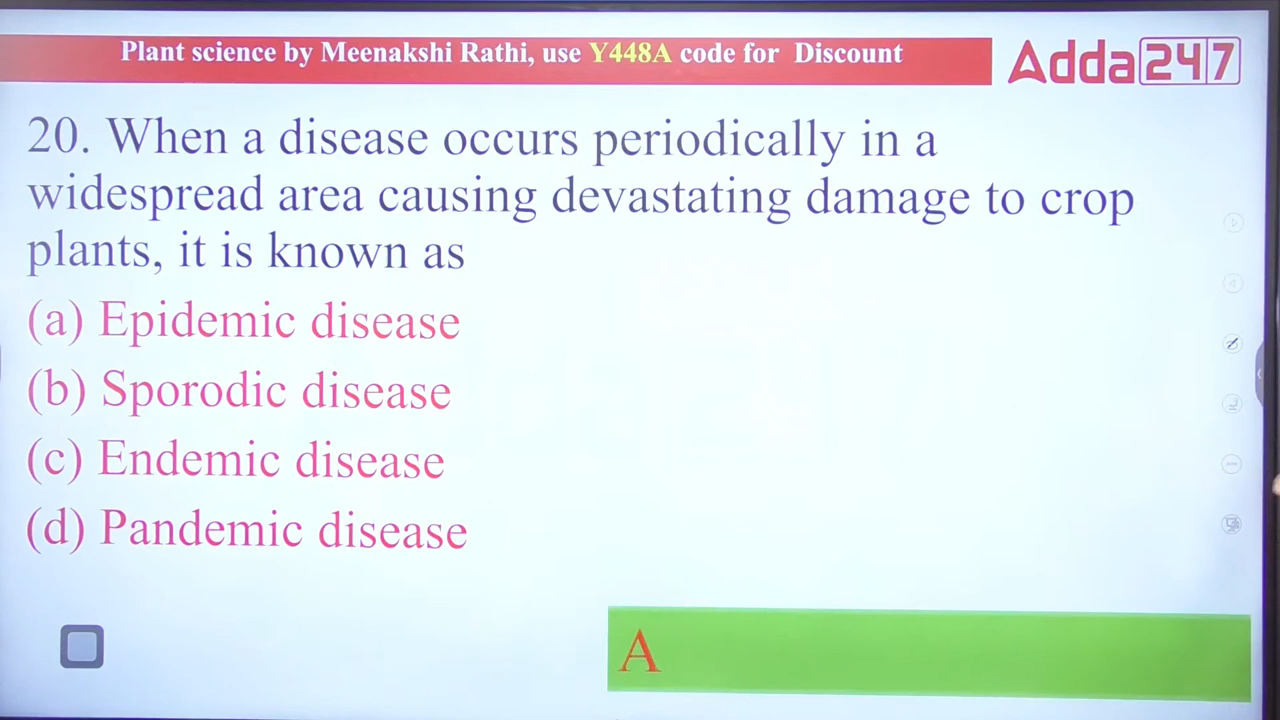 Plant science by Meenakshi Rathi, use Y448A code for Discount
Adda247
20. When a disease occurs periodically in a
widespread area causing devastating damage to crop
plants, it is known as
(a) Epidemic disease
(b) Sporodic disease
(c) Endemic disease
(d) Pandemic disease
A